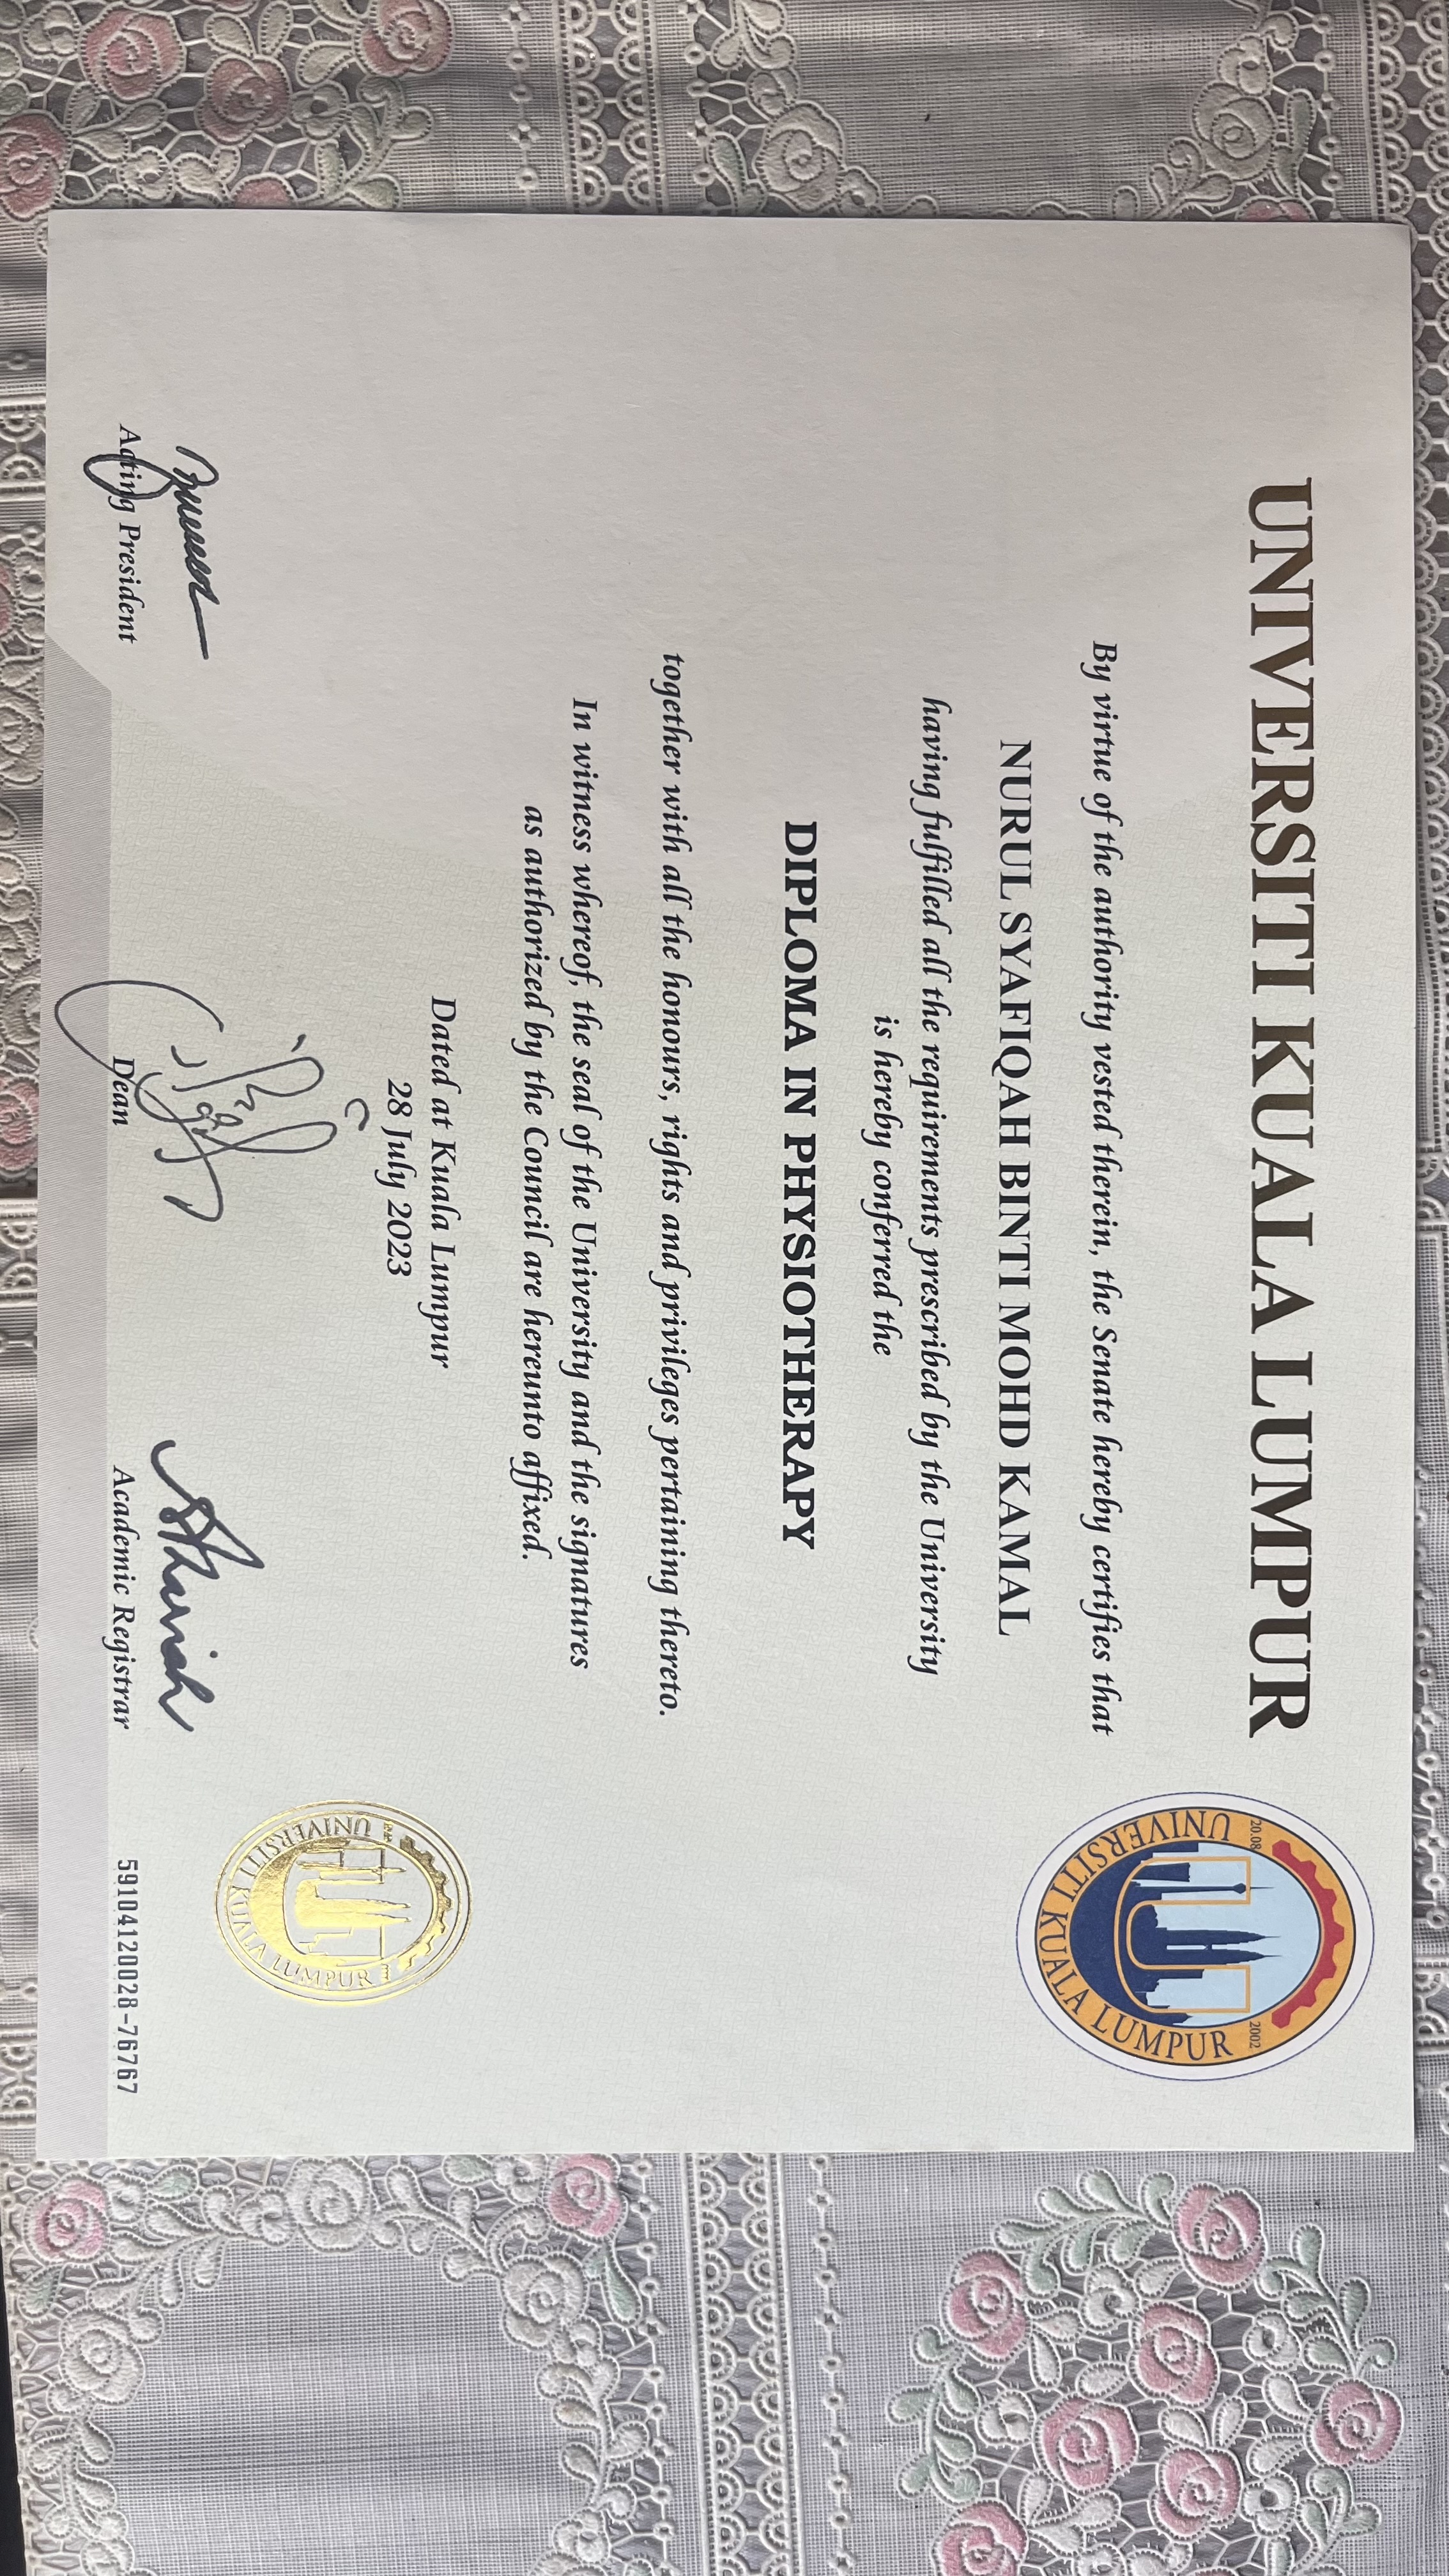 UNIVERSITI KUALA LUMPUR
20.08
2002
UNIVERSITI KUALA LUMPUR
By virtue of the authority vested therein, the Senate hereby certifies that
NURUL SYAFIQAH BINTI MOHD KAMAL
having fulfilled all the requirements prescribed by the University
is hereby conferred the
DIPLOMA IN PHYSIOTHERAPY
together with all the honours, rights and privileges pertaining thereto.
In witness whereof, the seal of the University and the signatures
as authorized by the Council are hereunto affixed.
Dated at Kuala Lumpur
28 July 2023
UNIVERSITI KUALA LUMPUR
Acting President
Dean
Academic Registrar
59104120028-76767